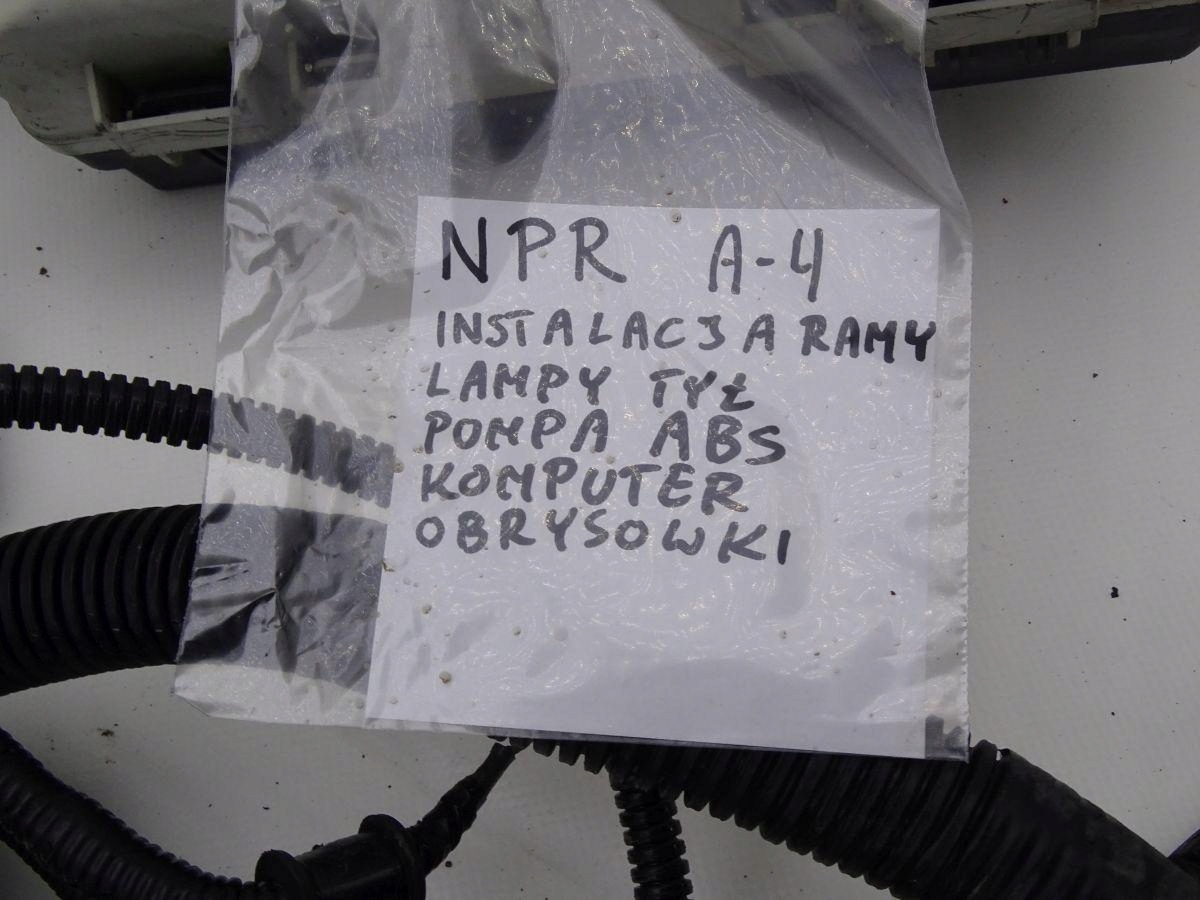 NPR A-4
INSTALACJA RAMY
LAMPY TYŁ
POMPA ABS
KOMPUTER
OBRYSOWKI